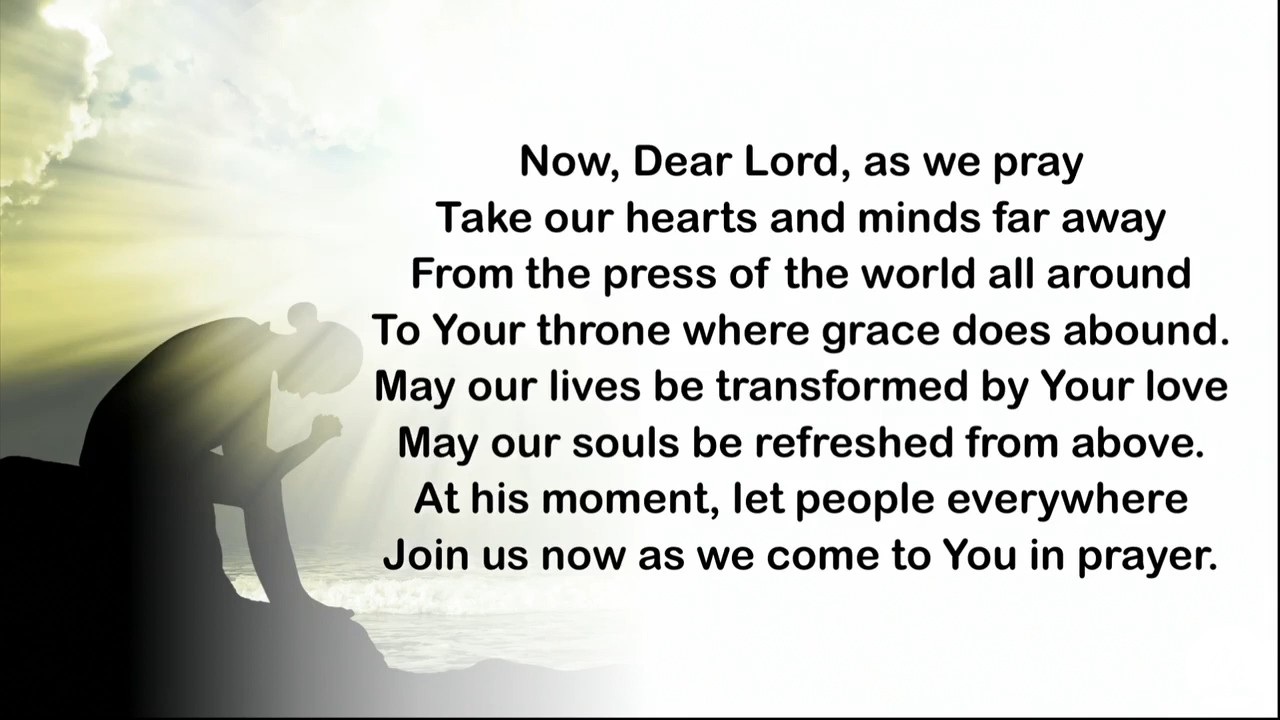 Now, Dear Lord, as we pray
Take our hearts and minds far away
From the press of the world all around
To Your throne where grace does abound.
May our lives be transformed by Your love
May our souls be refreshed from above.
At his moment, let people everywhere
Join us now as we come to You in prayer.